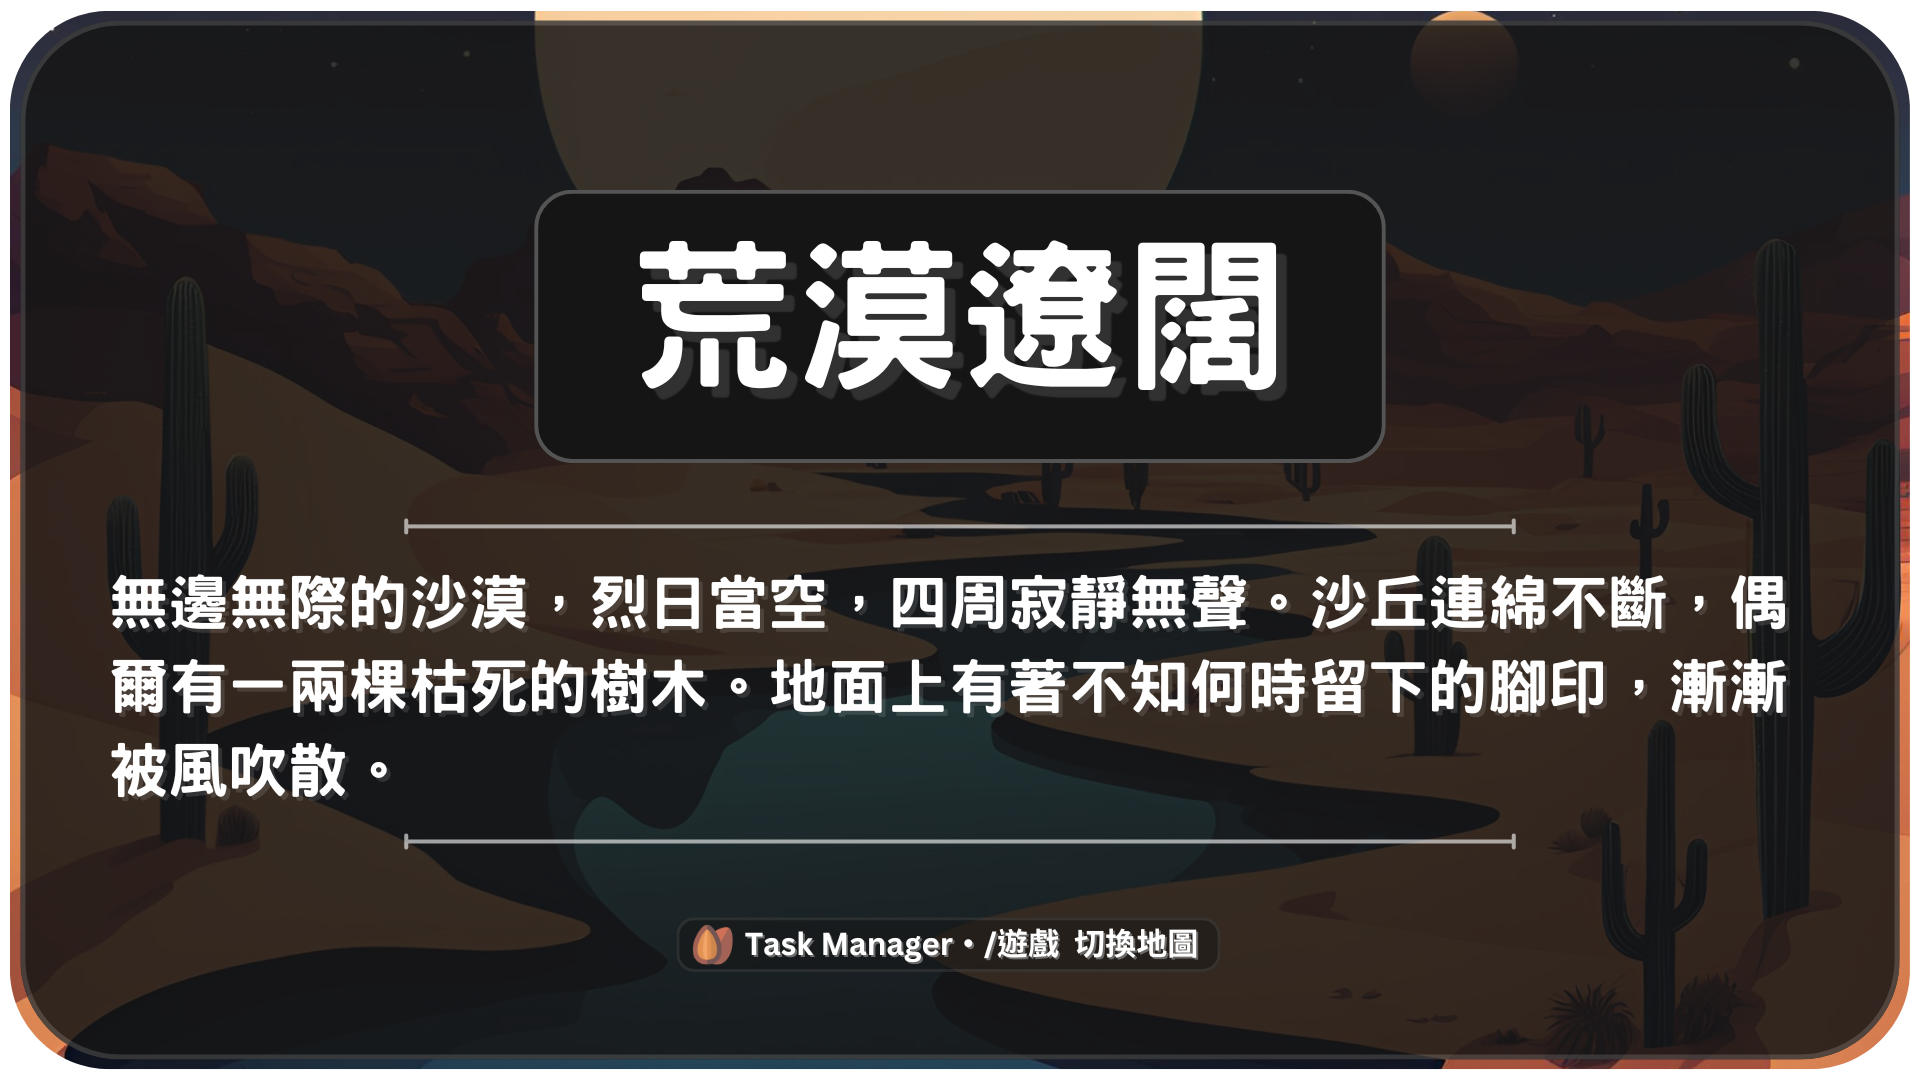 荒漠遼闊
無邊無際的沙漠，烈日當空，四周寂靜無聲。沙丘連綿不斷，偶
爾有一兩棵枯死的樹木。地面上有著不知何時留下的腳印，漸漸
被風吹散。
Task Manager • /遊戲 切換地圖